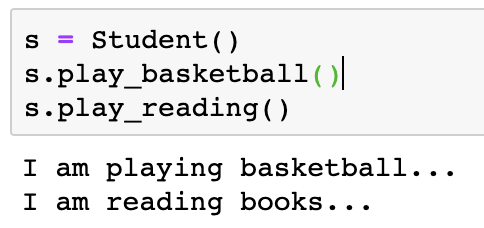 s = Student()
s.play_basketball()
s.play_reading()
I am playing basketball...
I am reading books...